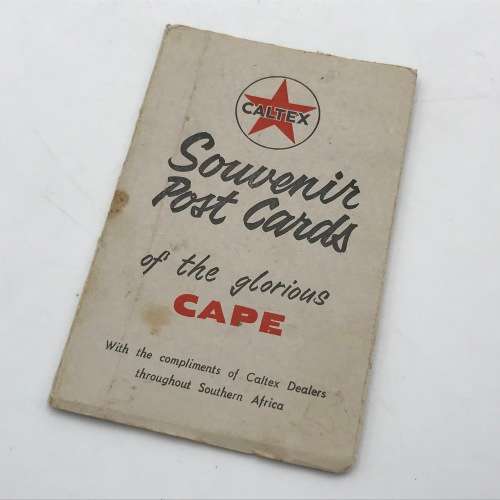 CALTEX
Souvenir
Post Cards
of the glorious
CAPE
With the compliments of Caltex Dealers
throughout Southern Africa